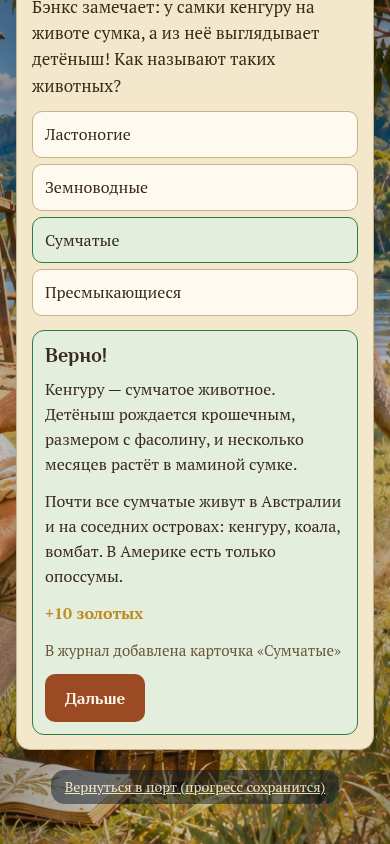 Бэнкс замечает: у самки кенгуру на
животе сумка, а из неё выглядывает
детёныш! Как называют таких
животных?
Ластоногие
Земноводные
Сумчатые
Пресмыкающиеся
Верно!
Кенгуру — сумчатое животное.
Детёныш рождается крошечным,
размером с фасолину, и несколько
месяцев растёт в маминой сумке.
Почти все сумчатые живут в Австралии
и на соседних островах: кенгуру, коала,
вомбат. В Америке есть только
опоссумы.
+10 золотых
В журнал добавлена карточка «Сумчатые»
Дальше
Вернуться в порт (прогресс сохранится)